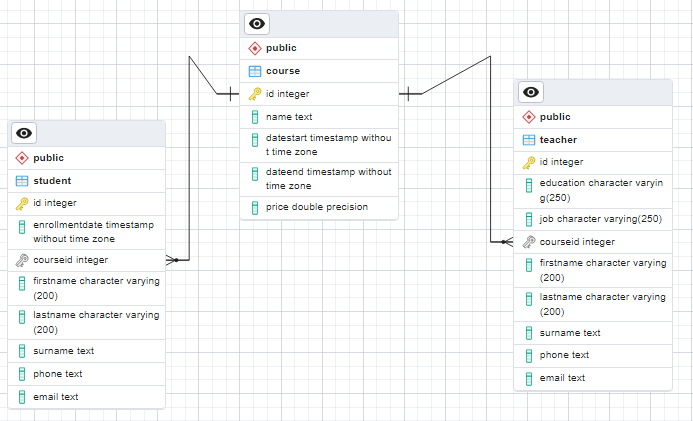 public
student
id integer
enrollmentdate timestamp
without time zone
courseid integer
firstname character varying
(200)
lastname character varying
(200)
surname text
phone text
email text
public
course
id integer
name text
datestart timestamp withou
t time zone
dateend timestamp without
time zone
price double precision
public
teacher
id integer
education character varyin
g(250)
job character varying(250)
courseid integer
firstname character varying
(200)
lastname character varying
(200)
surname text
phone text
email text